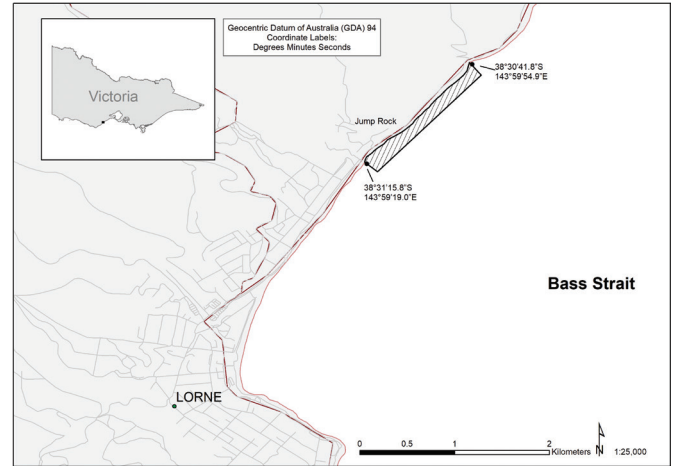 Geocentric Datum of Australia (GDA) 94
Coordinate Labels:
Degrees Minutes Seconds
Victoria
38°30'41.8"S
143°59'54.9"E
Jump Rock
38°31'15.8"S
143°59'19.0"E
Bass Strait
LORNE
0 0.5 1 2
Kilometers
N
1:25,000